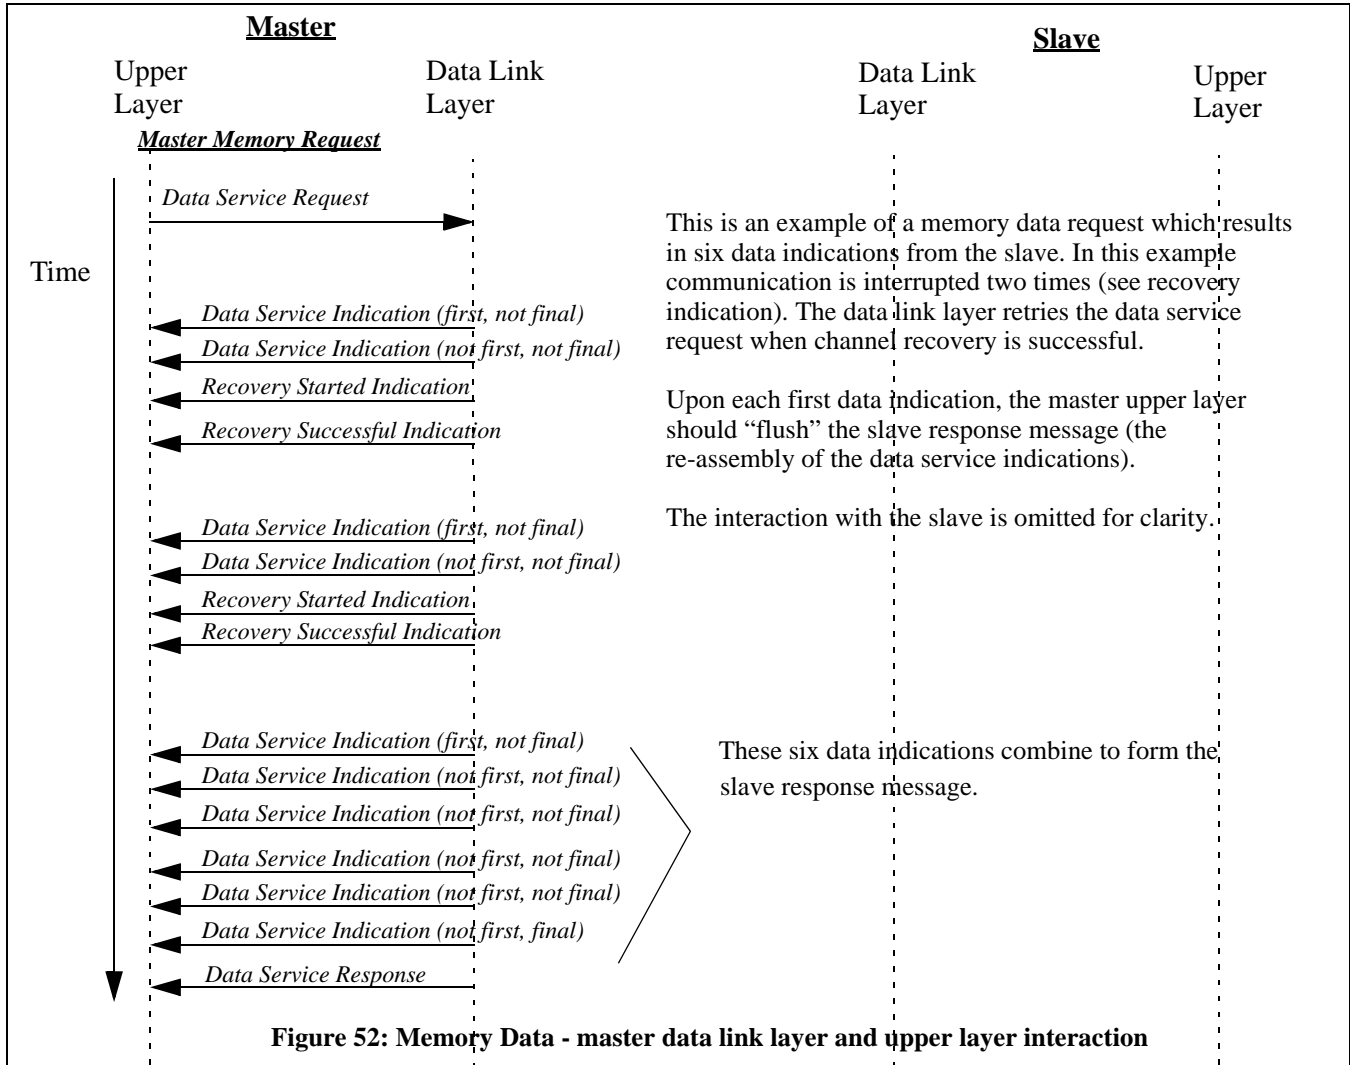 Master
Slave
Upper
Layer
Data Link
Layer
Data Link
Layer
Upper
Layer
Master Memory Request
Data Service Request
Time
Data Service Indication (first, not final)
Data Service Indication (not first, not final)
Recovery Started Indication
Recovery Successful Indication
Data Service Indication (first, not final)
Data Service Indication (not first, not final)
Recovery Started Indication
Recovery Successful Indication
Data Service Indication (first, not final)
Data Service Indication (not first, not final)
Data Service Indication (not first, not final)
Data Service Indication (not first, not final)
Data Service Indication (not first, not final)
Data Service Indication (not first, final)
Data Service Response
This is an example of a memory data request which results
in six data indications from the slave. In this example
communication is interrupted two times (see recovery
indication). The data link layer retries the data service
request when channel recovery is successful.
Upon each first data indication, the master upper layer
should “flush” the slave response message (the
re-assembly of the data service indications).
The interaction with the slave is omitted for clarity.
These six data indications combine to form the
slave response message.
Figure 52: Memory Data - master data link layer and upper layer interaction